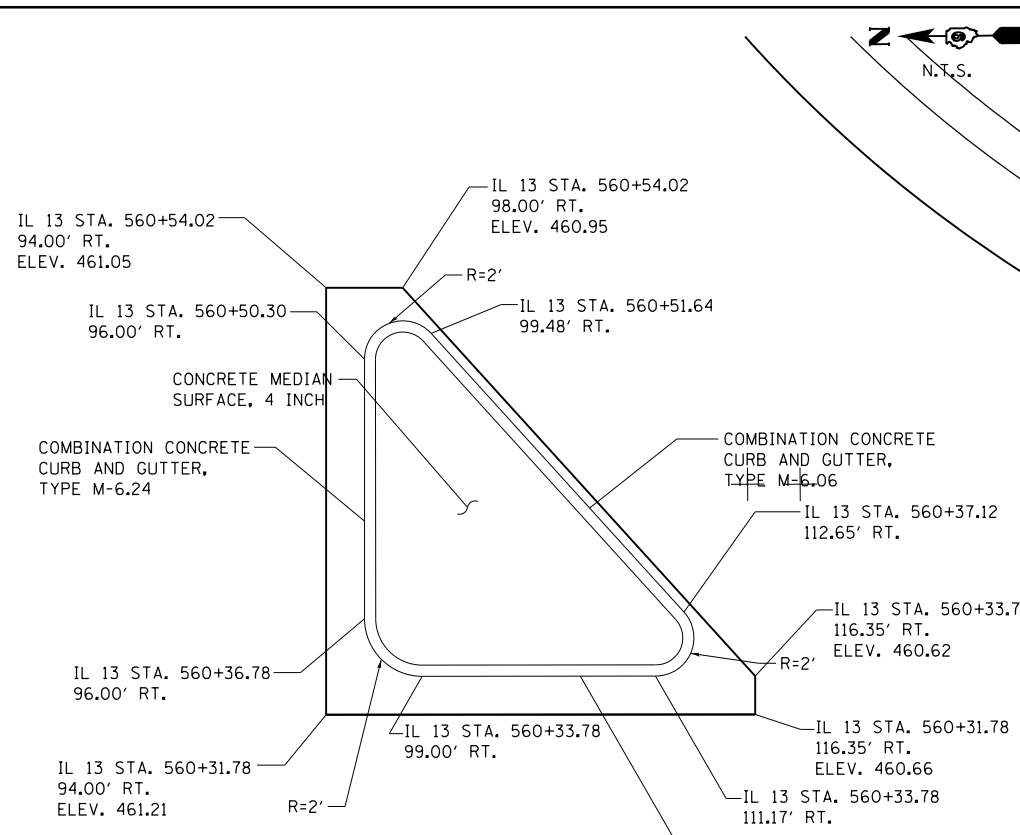 N
N.T.S.
IL 13 STA. 560+54.02
98.00' RT.
ELEV. 460.95
IL 13 STA. 560+54.02
94.00' RT.
ELEV. 461.05
R=2'
IL 13 STA. 560+50.30
96.00' RT.
IL 13 STA. 560+51.64
99.48' RT.
CONCRETE MEDIAN
SURFACE, 4 INCH
COMBINATION CONCRETE
CURB AND GUTTER,
TYPE M-6.24
COMBINATION CONCRETE
CURB AND GUTTER,
TYPE M-6.06
IL 13 STA. 560+37.12
112.65' RT.
IL 13 STA. 560+33.7
116.35' RT.
ELEV. 460.62
R=2'
IL 13 STA. 560+36.78
96.00' RT.
IL 13 STA. 560+33.78
99.00' RT.
IL 13 STA. 560+31.78
116.35' RT.
ELEV. 460.66
IL 13 STA. 560+31.78
94.00' RT.
ELEV. 461.21
R=2'
IL 13 STA. 560+33.78
111.17' RT.